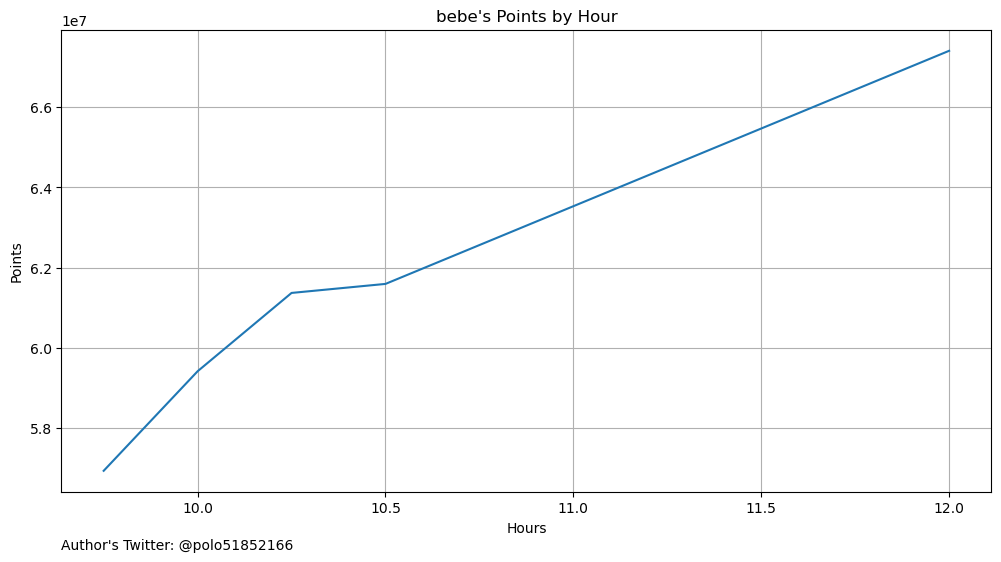 bebe's Points by Hour
1e7
6.6
6.4
6.2
6.0
5.8
Points
10.0 10.5 11.0 11.5 12.0
Hours
Author's Twitter: @polo51852166